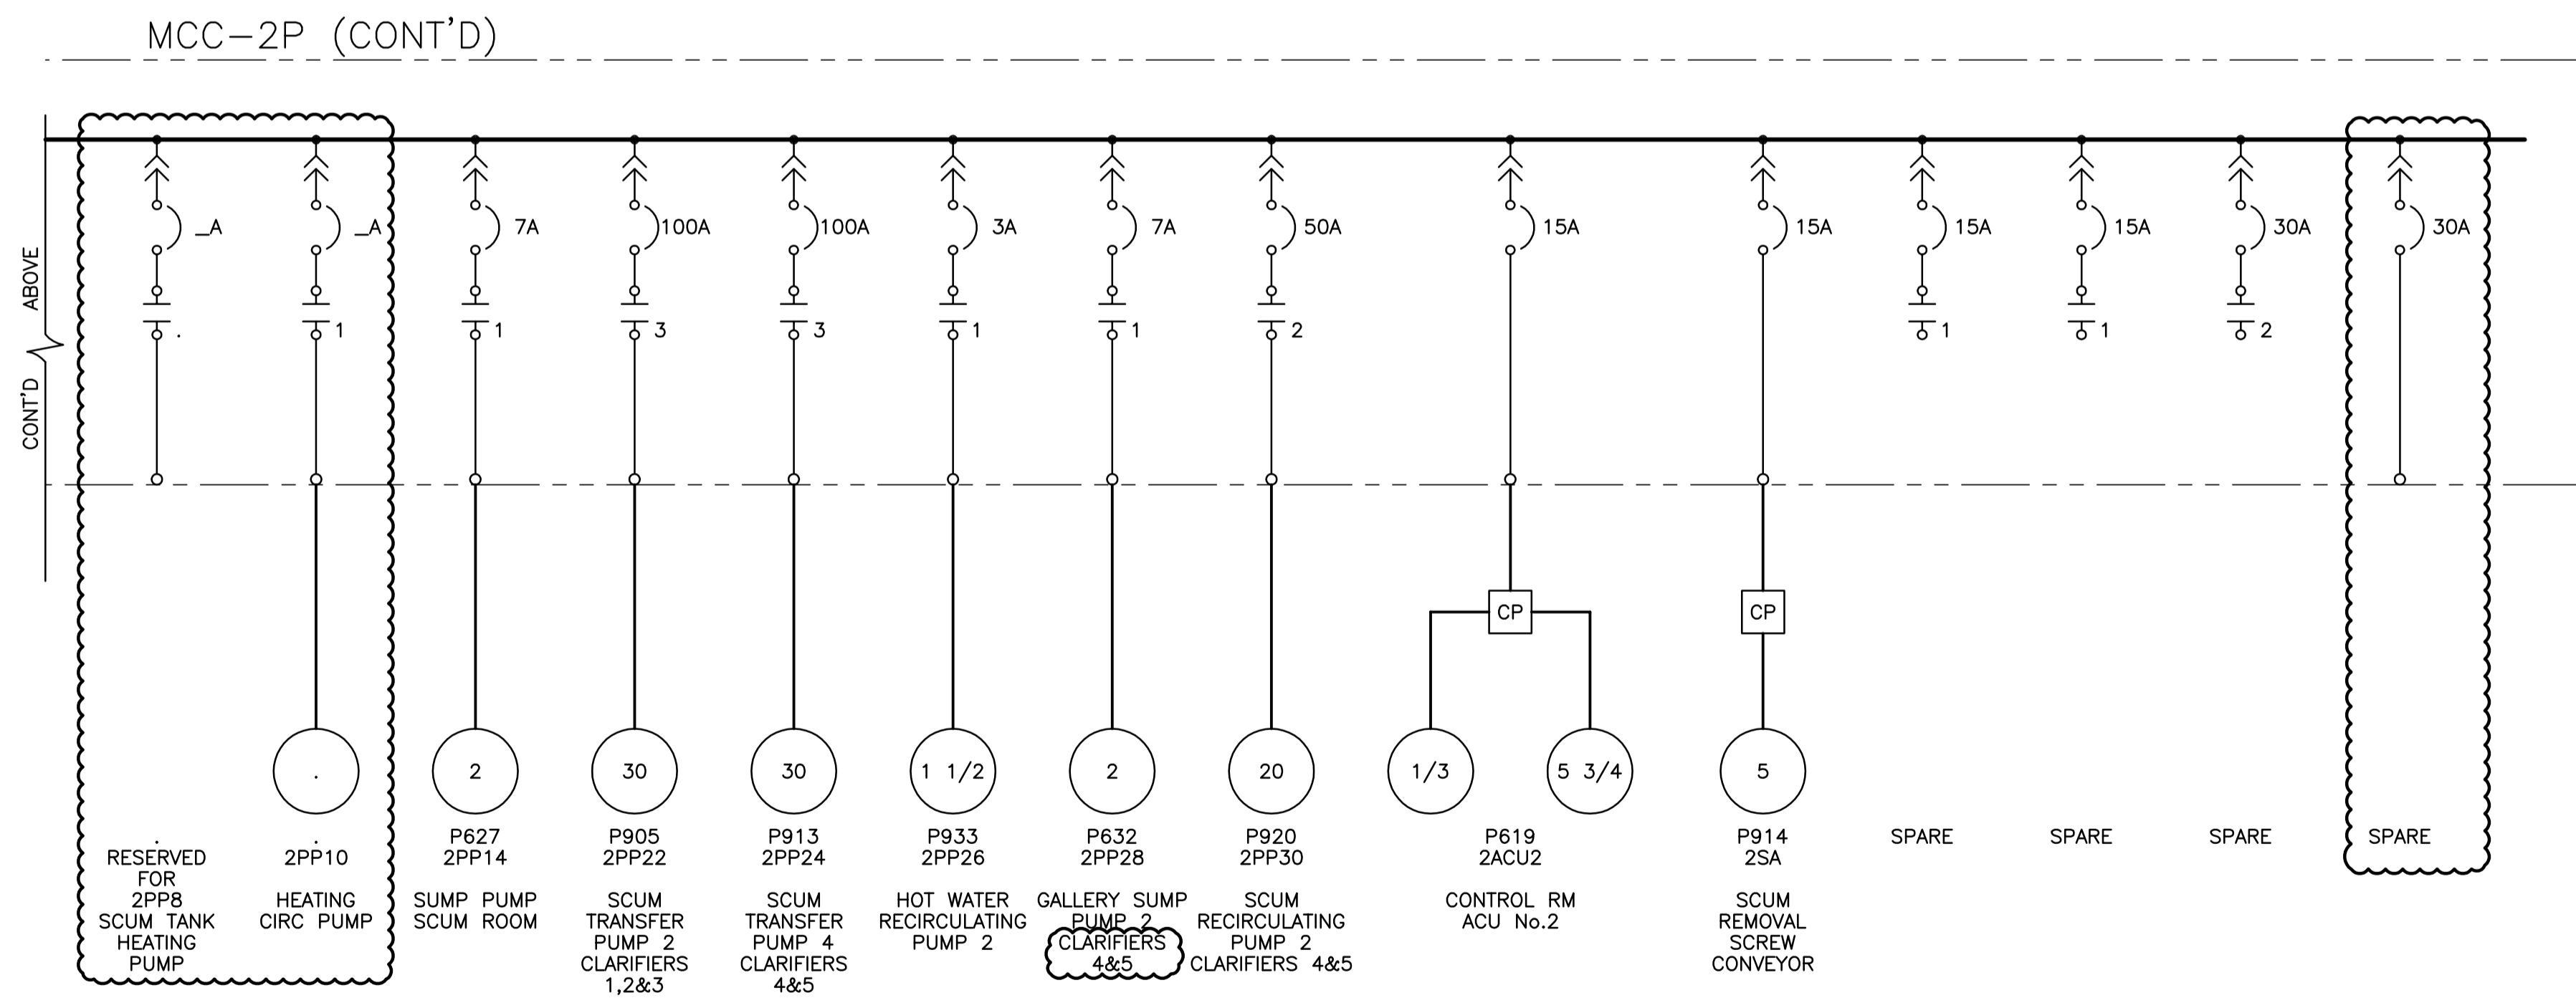 MCC-2P (CONT'D)
CONT'D ABOVE
_A
_A
7A
100A
100A
3A
7A
50A
15A
15A
15A
15A
30A
30A
.
1
1
3
3
1
1
2
1
1
2
CP
CP
.
2
30
30
1 1/2
2
20
1/3
5 3/4
5
.
RESERVED
FOR
2PP8
SCUM TANK
HEATING
PUMP
.
2PP10
HEATING
CIRC PUMP
P627
2PP14
SUMP PUMP
SCUM ROOM
P905
2PP22
SCUM
TRANSFER
PUMP 2
CLARIFIERS
1,2&3
P913
2PP24
SCUM
TRANSFER
PUMP 4
CLARIFIERS
4&5
P933
2PP26
HOT WATER
RECIRCULATING
PUMP 2
P632
2PP28
GALLERY SUMP
PUMP 2
CLARIFIERS
4&5
P920
2PP30
SCUM
RECIRCULATING
PUMP 2
CLARIFIERS 4&5
P619
2ACU2
CONTROL RM
ACU No.2
P914
2SA
SCUM
REMOVAL
SCREW
CONVEYOR
SPARE
SPARE
SPARE
SPARE